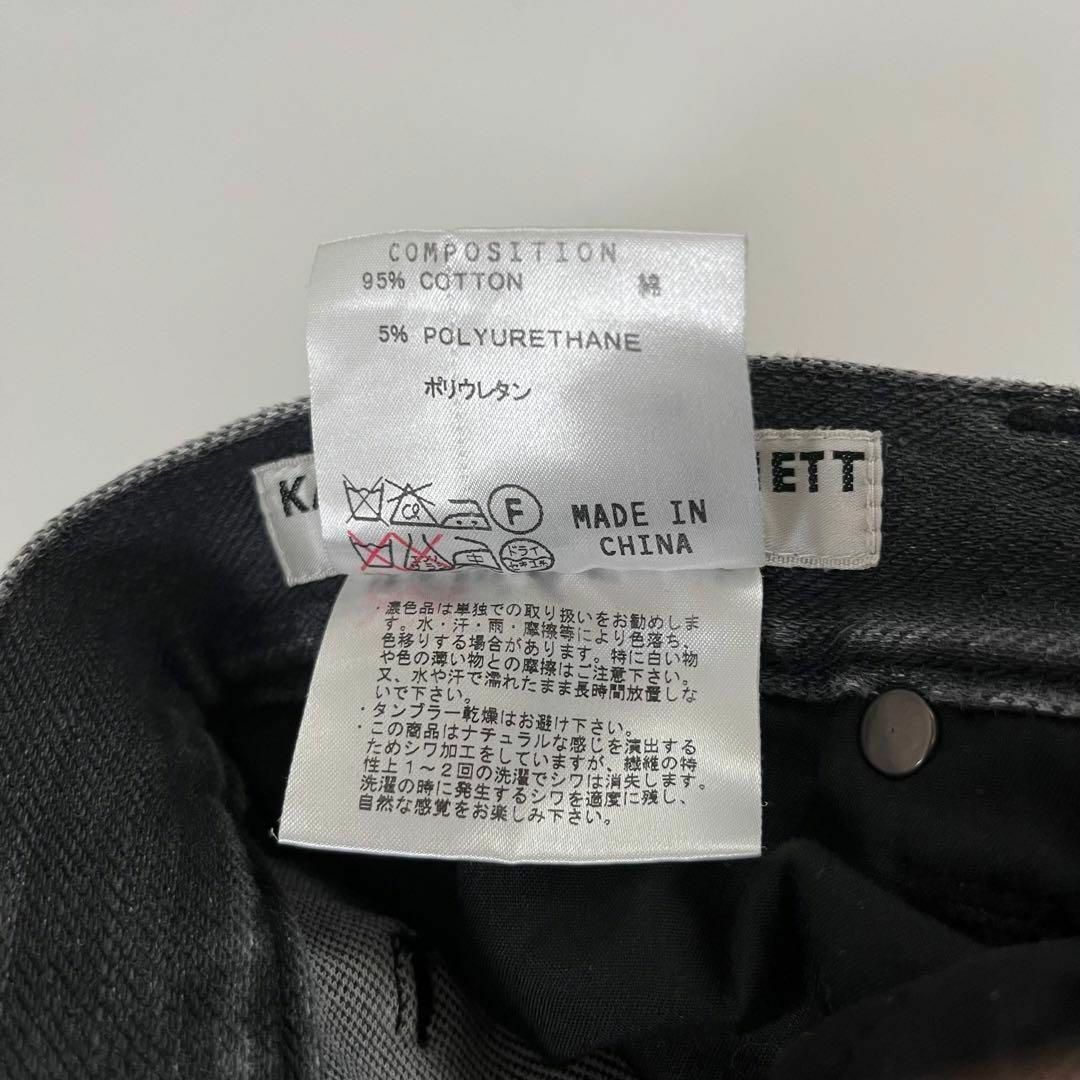 COMPOSITION
95% COTTON 綿
5% POLYURETHANE
ポリウレタン
F
MADE IN
CHINA
ドライ
・濃色品は単独での取り扱いをお勧めしま
す。水・汗・雨・摩擦等により色落ち、
色移りする場合があります。特に白い物
や色の薄い物との摩擦はご注意下さい。
又、水や汗で濡れたまま長時間放置しな
いで下さい。
・タンブラー乾燥はお避け下さい。
・この商品はナチュラルな感じを演出する
ためシワ加工をしていますが、繊維の特
性上1～2回の洗濯でシワは消失します。
洗濯の時に発生するシワを適度に残し、
自然な感覚をお楽しみ下さい。